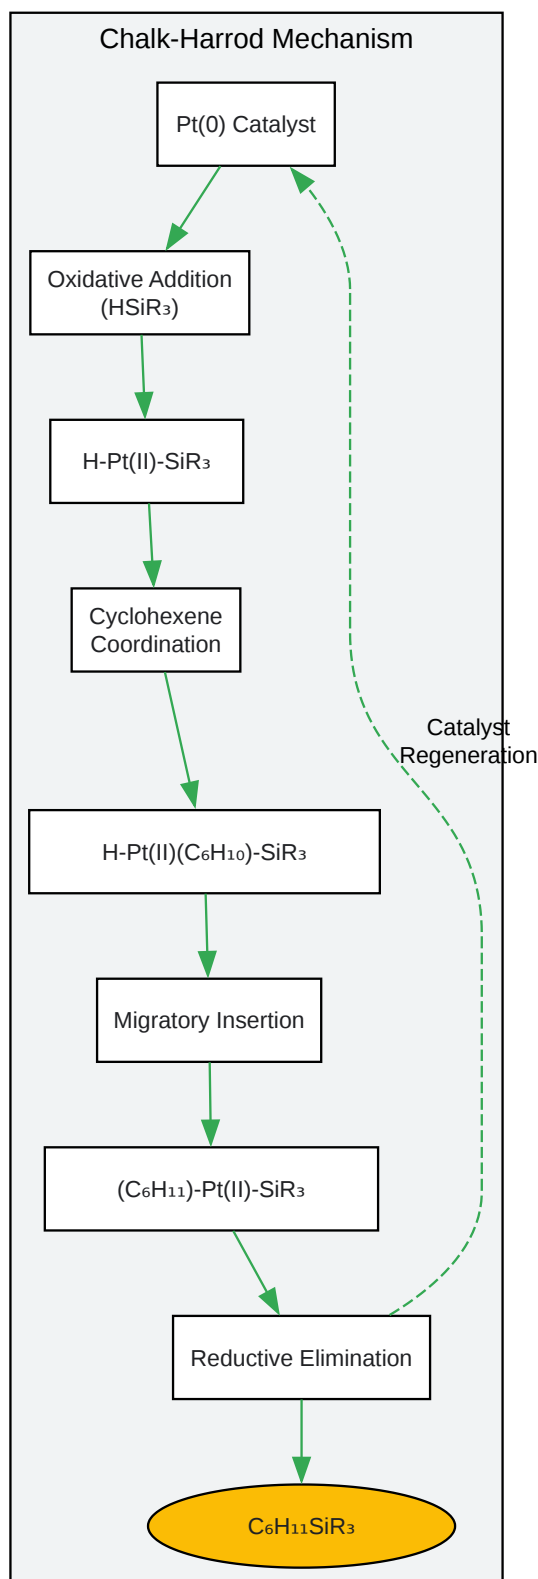 Chalk-Harrod Mechanism
Pt(0) Catalyst
Oxidative Addition
(HSiR₃)
H-Pt(II)-SiR₃
Cyclohexene
Coordination
Catalyst
Regeneration
H-Pt(II)(C₆H₁₀)-SiR₃
Migratory Insertion
(C₆H₁₁)-Pt(II)-SiR₃
Reductive Elimination
C₆H₁₁SiR₃